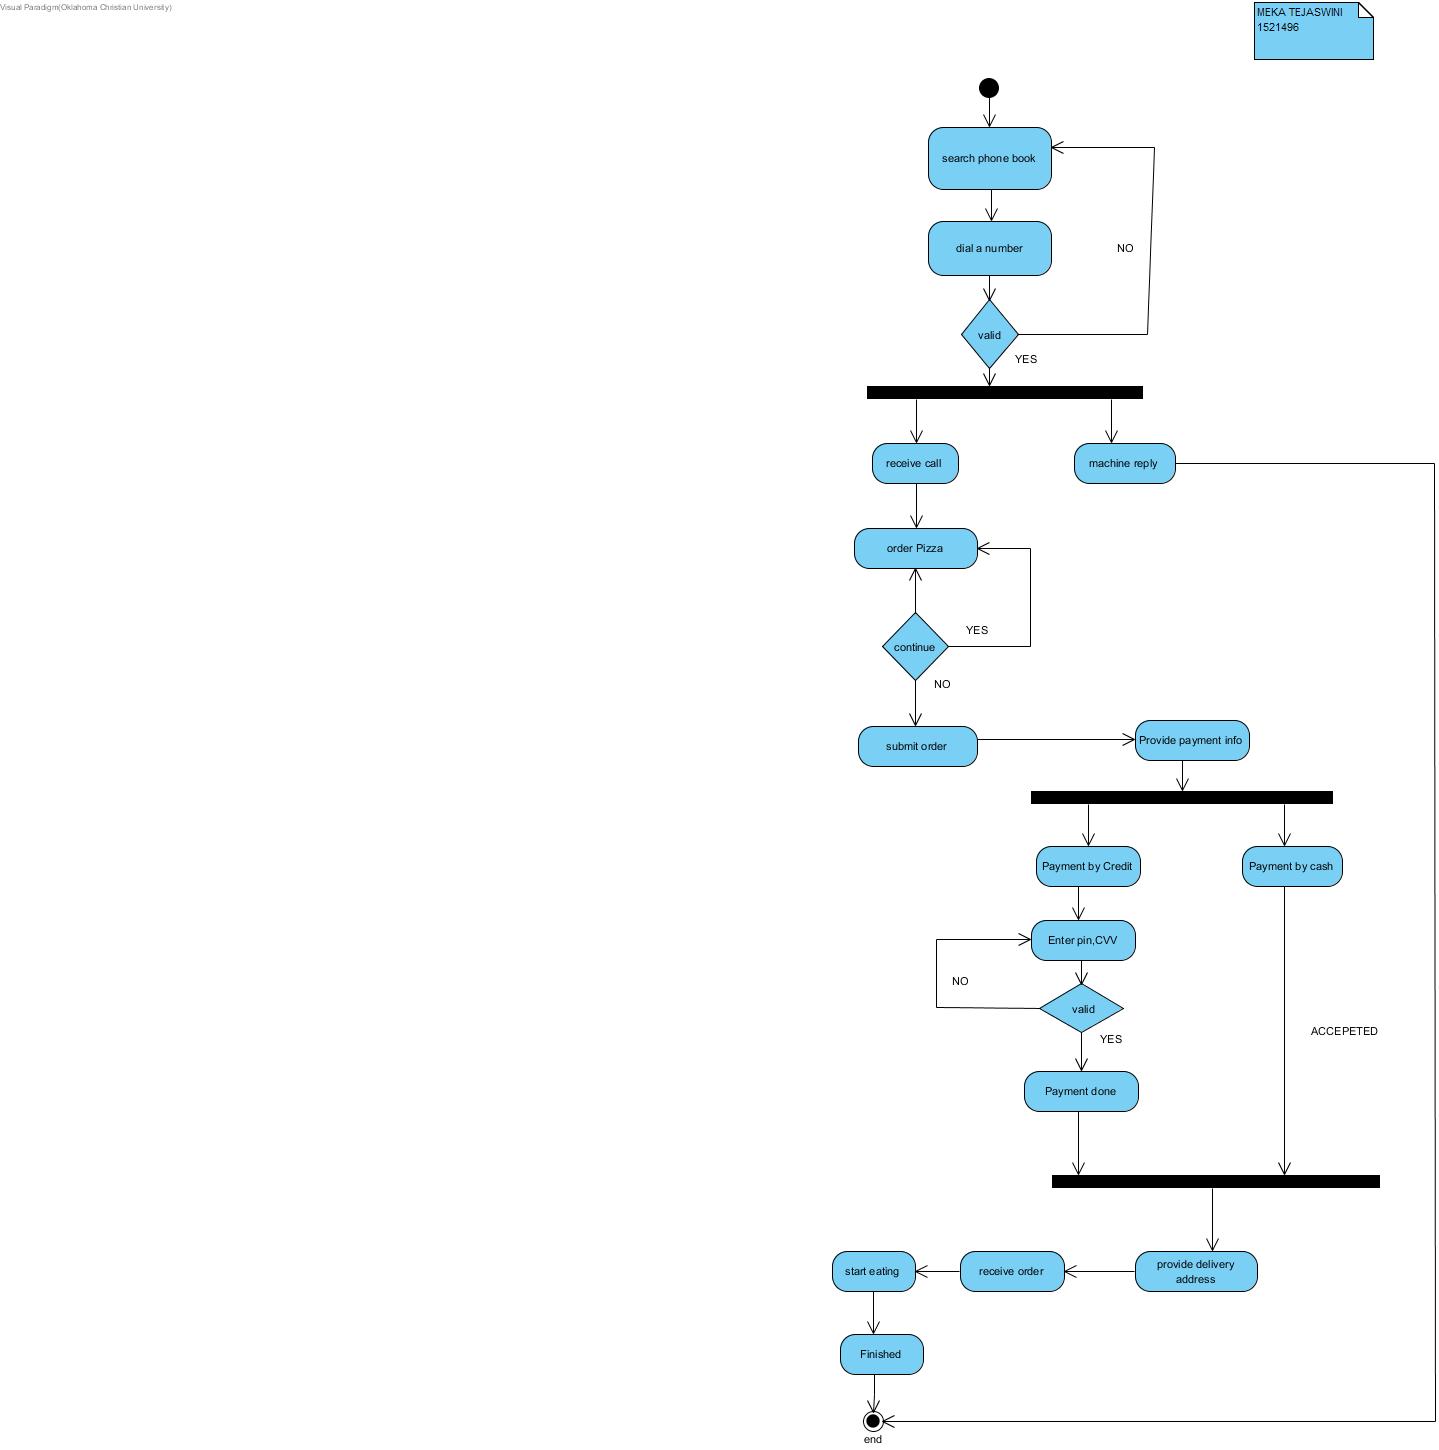 Visual Paradigm(Oklahoma Christian University)
MEKA TEJASWINI
1521496
search phone book
dial a number
NO
valid
YES
receive call
machine reply
order Pizza
YES
continue
NO
submit order
Provide payment info
Payment by Credit
Payment by cash
Enter pin,CVV
NO
valid
ACCEPETED
YES
Payment done
provide delivery
address
receive order
start eating
Finished
end